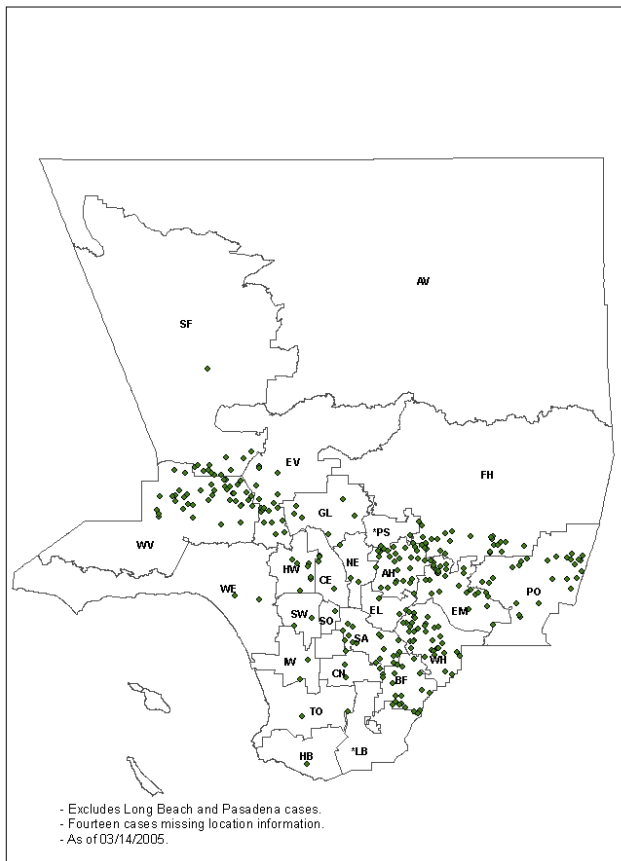 AV
SF
EV
FH
GL
*PS
WV
HW
NE
AH
CE
WE
PO
EM
SW
SO
EL
SA
WH
IW
CN
BF
TO
HB
*LB
- Excludes Long Beach and Pasadena cases.
- Fourteen cases missing location information.
- As of 03/14/2005.